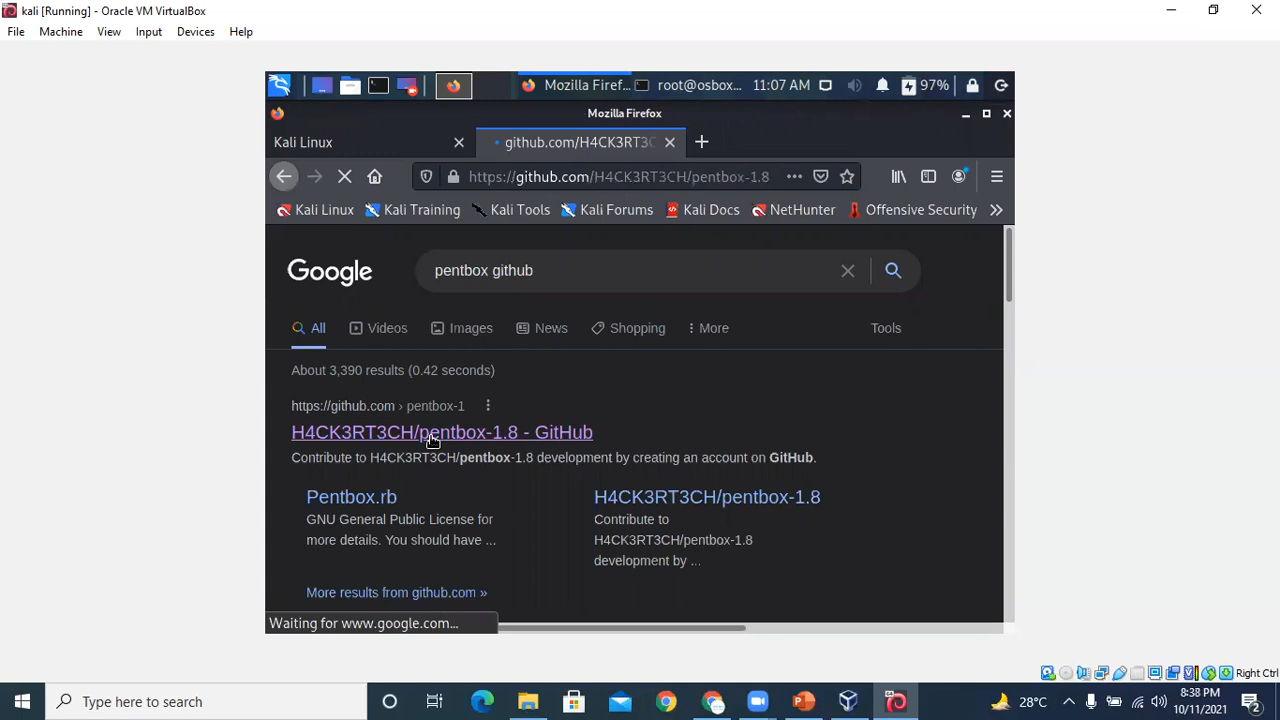 kali [Running] - Oracle VM VirtualBox
File Machine View Input Devices Help
Mozilla Firef... root@osbox... 11:07 AM 97%
Mozilla Firefox
Kali Linux github.com/H4CK3RT3C
https://github.com/H4CK3RT3CH/pentbox-1.8
Kali Linux Kali Training Kali Tools Kali Forums Kali Docs NetHunter Offensive Security
Google pentbox github
All Videos Images News Shopping More Tools
About 3,390 results (0.42 seconds)
https://github.com › pentbox-1
H4CK3RT3CH/pentbox-1.8 - GitHub
Contribute to H4CK3RT3CH/pentbox-1.8 development by creating an account on GitHub.
Pentbox.rb H4CK3RT3CH/pentbox-1.8
GNU General Public License for Contribute to
more details. You should have ... H4CK3RT3CH/pentbox-1.8
development by ...
More results from github.com »
Waiting for www.google.com...
Right Ctrl
Type here to search 28°C 8:38 PM
10/11/2021 2